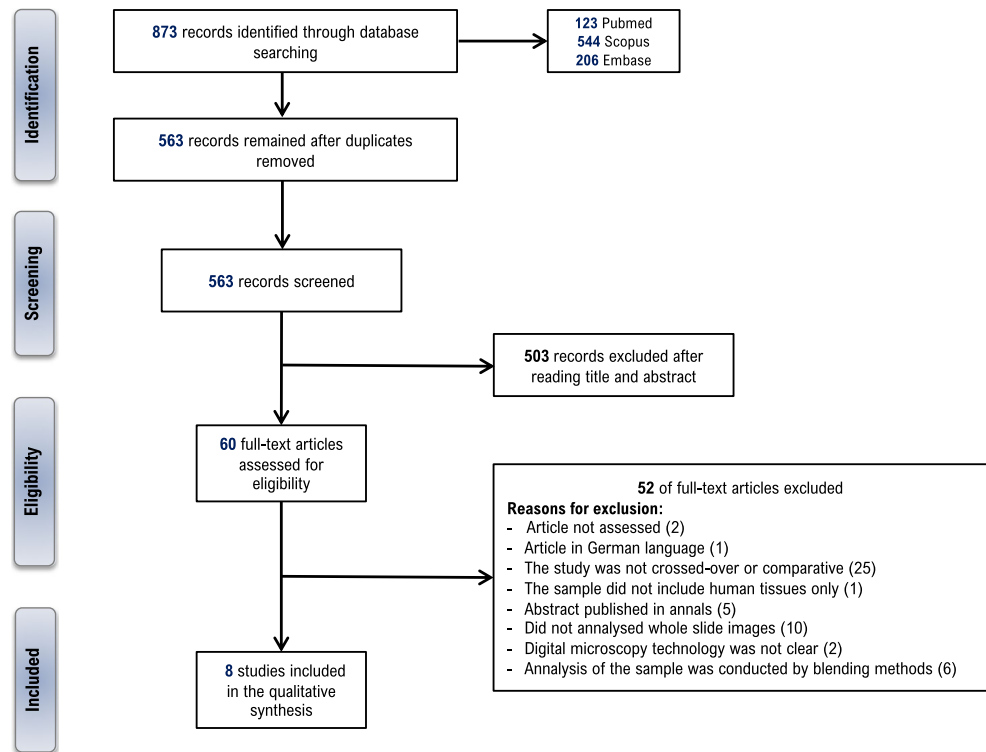 Identification
873 records identified through database
searching
123 Pubmed
544 Scopus
206 Embase
563 records remained after duplicates
removed
Screening
563 records screened
503 records excluded after
reading title and abstract
Eligibility
60 full-text articles
assessed for
eligibility
52 of full-text articles excluded
Reasons for exclusion:
- Article not assessed (2)
- Article in German language (1)
- The study was not crossed-over or comparative (25)
- The sample did not include human tissues only (1)
- Abstract published in annals (5)
- Did not annalysed whole slide images (10)
- Digital microscopy technology was not clear (2)
- Annalysis of the sample was conducted by blending methods (6)
Included
8 studies included
in the qualitative
synthesis